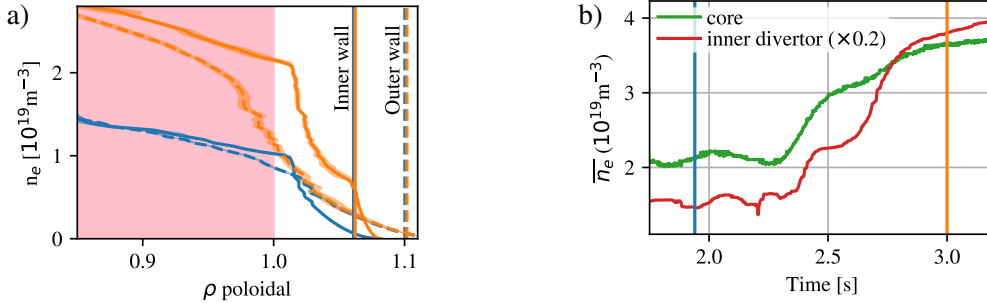 a)
n_e [10^19 m^−3]
2
1
0
Inner wall
Outer wall
0.9
1.0
1.1
ρ poloidal
b)
core
inner divertor (×0.2)
n̅_e (10^19 m^−3)
4
3
2
2.0
2.5
3.0
Time [s]